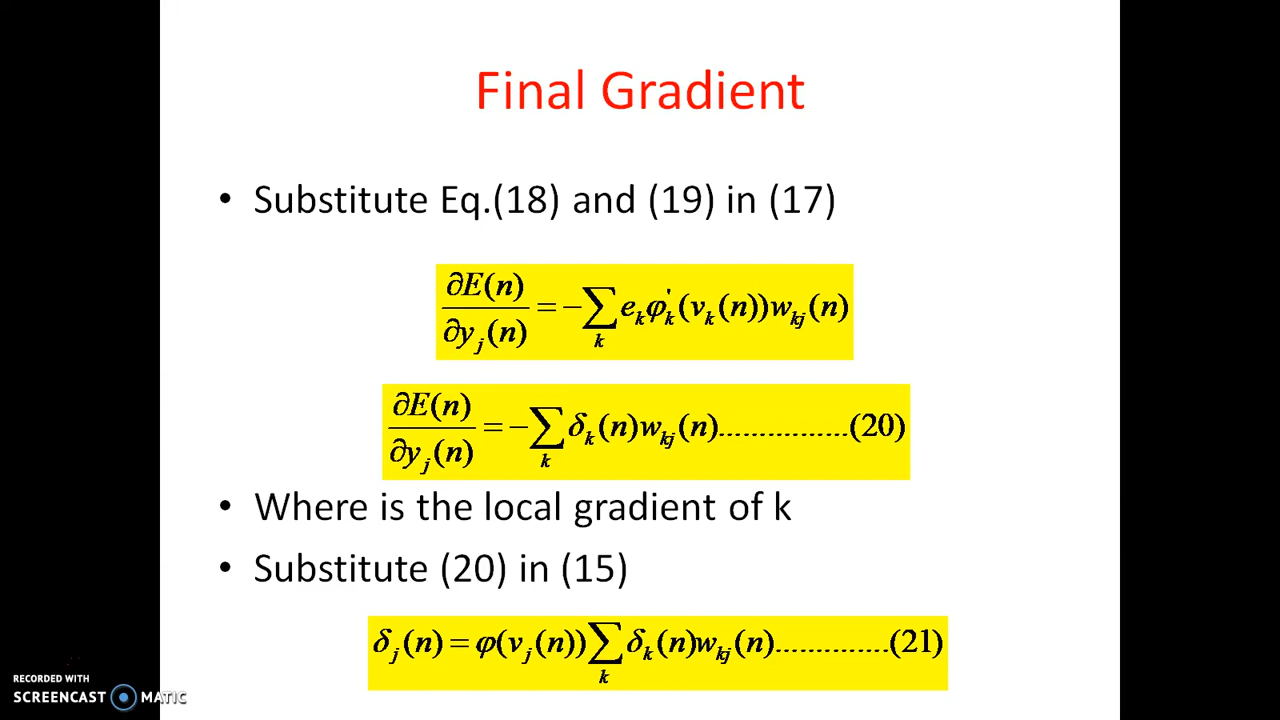 Final Gradient
• Substitute Eq.(18) and (19) in (17)
∂E(n)/∂y_j(n) = −∑_k e_k φ'_k(v_k(n))w_kj(n)
∂E(n)/∂y_j(n) = −∑_k δ_k(n)w_kj(n)................(20)
• Where is the local gradient of k
• Substitute (20) in (15)
δ_j(n) = φ(v_j(n))∑_k δ_k(n)w_kj(n)..............(21)
RECORDED WITH
SCREENCAST MATIC